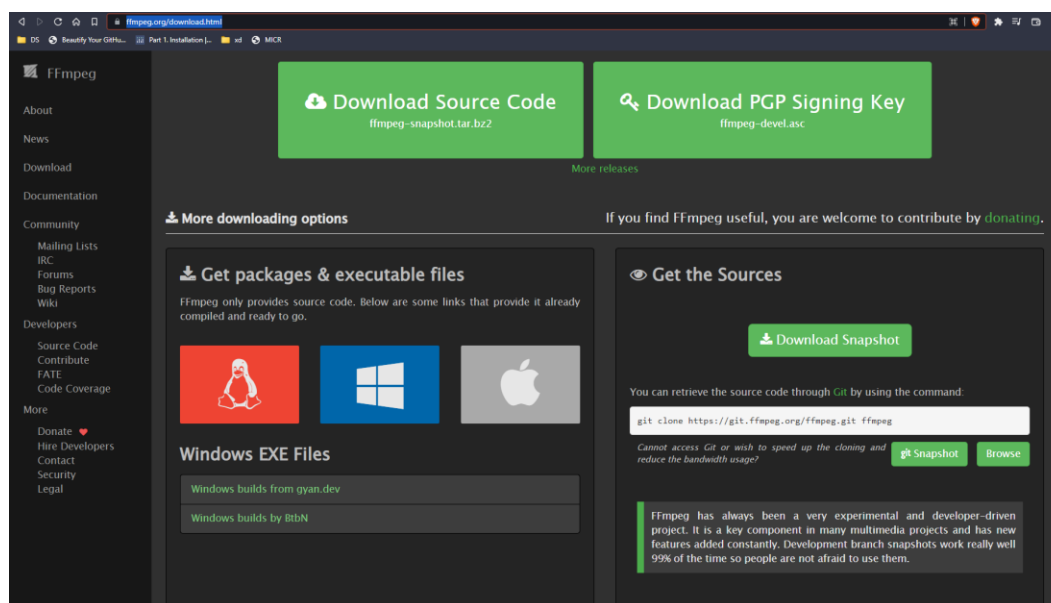 ffmpeg.org/download.html
DS
Beautify Your GitHu...
Part 1. Installation |...
xd
MICR
FFmpeg
About
News
Download
Documentation
Community
Mailing Lists
IRC
Forums
Bug Reports
Wiki
Developers
Source Code
Contribute
FATE
Code Coverage
More
Donate
Hire Developers
Contact
Security
Legal
Download Source Code
ffmpeg-snapshot.tar.bz2
Download PGP Signing Key
ffmpeg-devel.asc
More releases
More downloading options
If you find FFmpeg useful, you are welcome to contribute by donating.
Get packages & executable files
FFmpeg only provides source code. Below are some links that provide it already
compiled and ready to go.
Windows EXE Files
Windows builds from gyan.dev
Windows builds by BtbN
Get the Sources
Download Snapshot
You can retrieve the source code through Git by using the command:
git clone https://git.ffmpeg.org/ffmpeg.git ffmpeg
Cannot access Git or wish to speed up the cloning and
reduce the bandwidth usage?
git Snapshot
Browse
FFmpeg has always been a very experimental and developer-driven
project. It is a key component in many multimedia projects and has new
features added constantly. Development branch snapshots work really well
99% of the time so people are not afraid to use them.